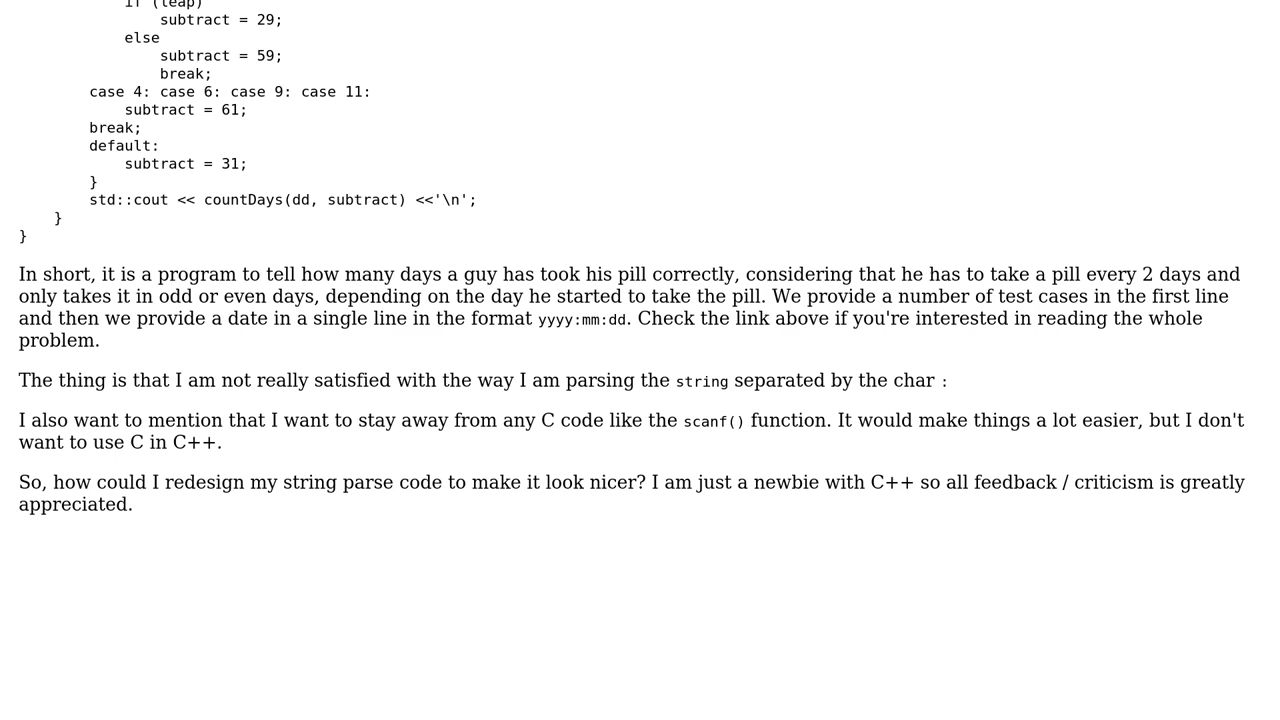 if (leap)
subtract = 29;
else
subtract = 59;
break;
case 4: case 6: case 9: case 11:
subtract = 61;
break;
default:
subtract = 31;
}
std::cout << countDays(dd, subtract) <<'\n';
}
}
In short, it is a program to tell how many days a guy has took his pill correctly, considering that he has to take a pill every 2 days and
only takes it in odd or even days, depending on the day he started to take the pill. We provide a number of test cases in the first line
and then we provide a date in a single line in the format yyyy:mm:dd. Check the link above if you're interested in reading the whole
problem.
The thing is that I am not really satisfied with the way I am parsing the string separated by the char :
I also want to mention that I want to stay away from any C code like the scanf() function. It would make things a lot easier, but I don't
want to use C in C++.
So, how could I redesign my string parse code to make it look nicer? I am just a newbie with C++ so all feedback / criticism is greatly
appreciated.